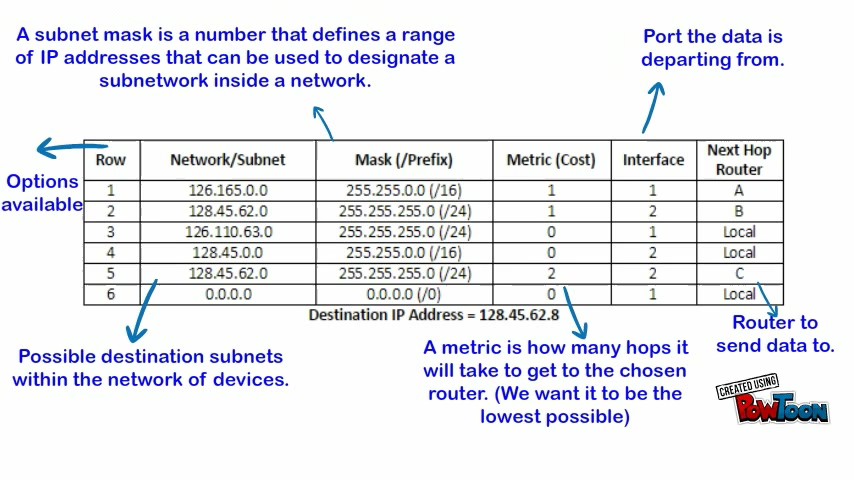 A subnet mask is a number that defines a range
of IP addresses that can be used to designate a
subnetwork inside a network.
Port the data is
departing from.
Options
available
Row Network/Subnet Mask (/Prefix) Metric (Cost) Interface Next Hop Router
1 126.165.0.0 255.255.0.0 (/16) 1 1 A
2 128.45.62.0 255.255.255.0 (/24) 1 2 B
3 126.110.63.0 255.255.255.0 (/24) 0 1 Local
4 128.45.0.0 255.255.0.0 (/16) 0 2 Local
5 128.45.62.0 255.255.255.0 (/24) 2 2 C
6 0.0.0.0 0.0.0.0 (/0) 0 1 Local
Destination IP Address = 128.45.62.8
Possible destination subnets
within the network of devices.
A metric is how many hops it
will take to get to the chosen
router. (We want it to be the
lowest possible)
Router to
send data to.
CREATED USING
POWTOON